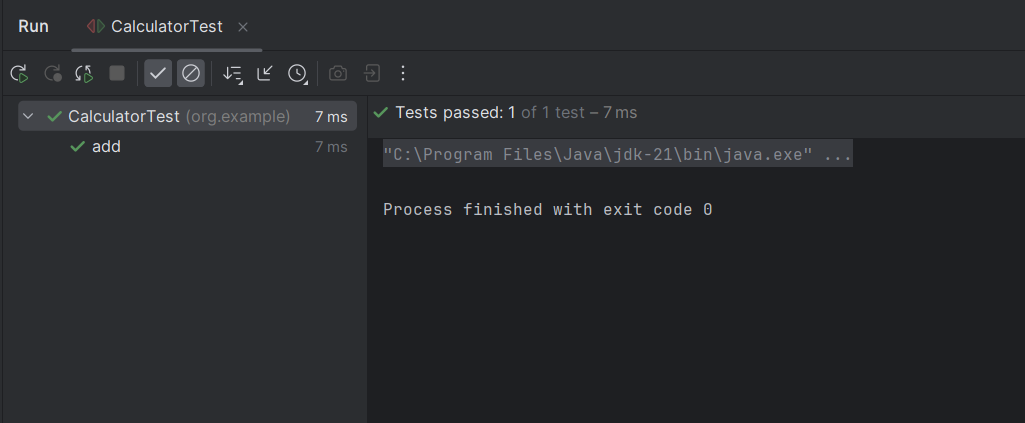 Run CalculatorTest
CalculatorTest (org.example) 7 ms
add 7 ms
Tests passed: 1 of 1 test – 7 ms
"C:\Program Files\Java\jdk-21\bin\java.exe" ...
Process finished with exit code 0